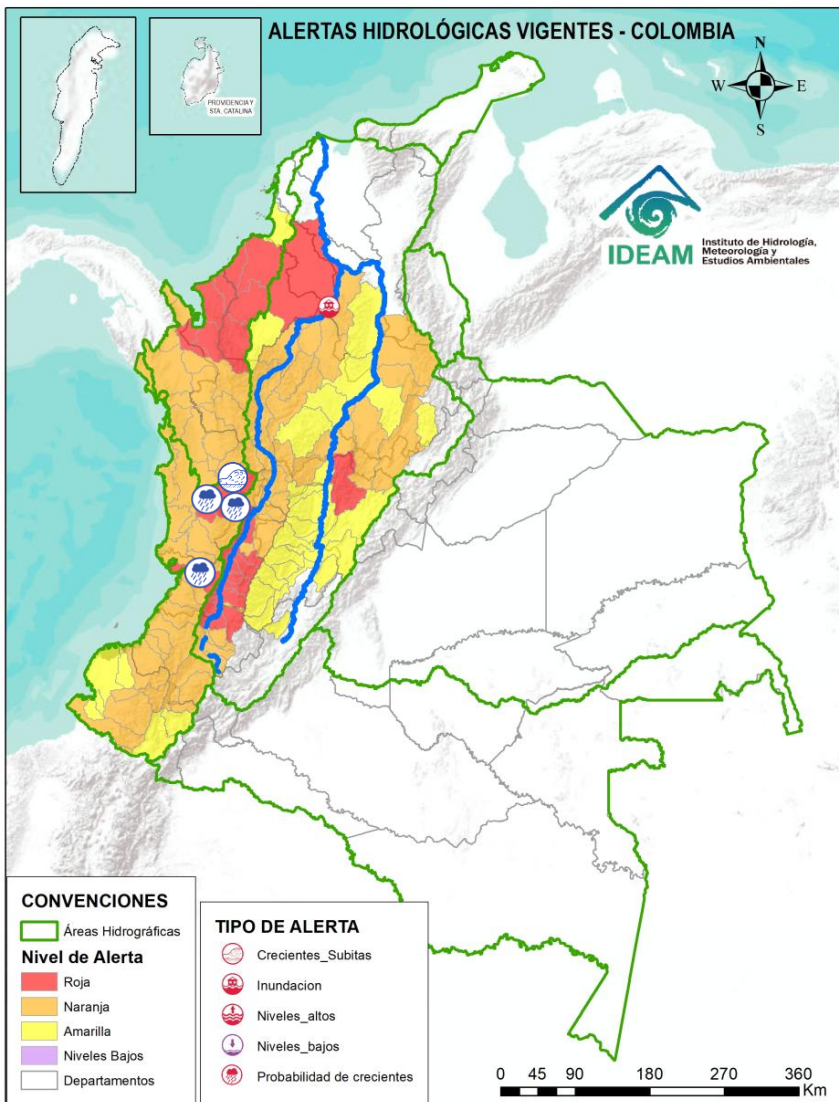 ALERTAS HIDROLÓGICAS VIGENTES - COLOMBIA
PROVIDENCIA Y
STA. CATALINA
N
W
E
S
IDEAM
Instituto de Hidrología,
Meteorología y
Estudios Ambientales
CONVENCIONES
Áreas Hidrográficas
Nivel de Alerta
Roja
Naranja
Amarilla
Niveles Bajos
Departamentos
TIPO DE ALERTA
Crecientes_Subitas
Inundacion
Niveles_altos
Niveles_bajos
Probabilidad de crecientes
0 45 90 180 270 360
Km